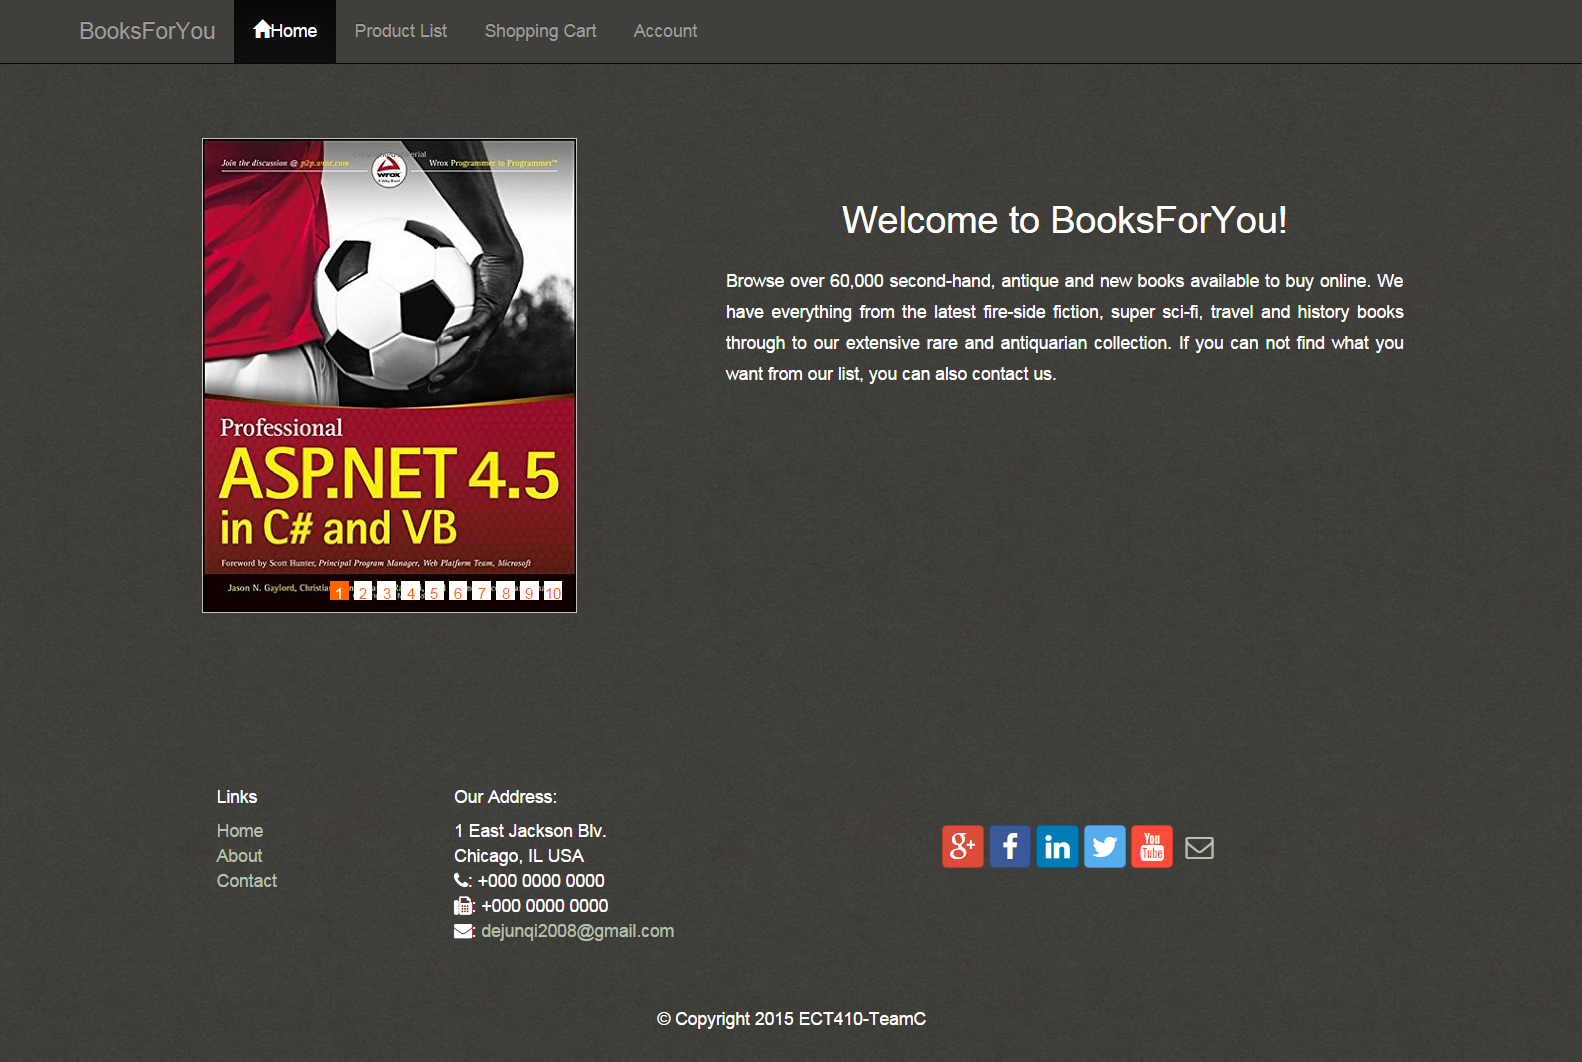 BooksForYou
Home
Product List
Shopping Cart
Account
Join the discussion @ p2p.wrox.com
wrox
A Wiley Brand
Wrox Programmer to Programmer™
Professional
ASP.NET 4.5
in C# and VB
Foreword by Scott Hunter, Principal Program Manager, Web Platform Team, Microsoft
Jason N. Gaylord,
1 2 3 4 5 6 7 8 9 10
Welcome to BooksForYou!
Browse over 60,000 second-hand, antique and new books available to buy online. We
have everything from the latest fire-side fiction, super sci-fi, travel and history books
through to our extensive rare and antiquarian collection. If you can not find what you
want from our list, you can also contact us.
Links
Home
About
Contact
Our Address:
1 East Jackson Blv.
Chicago, IL USA
: +000 0000 0000
: +000 0000 0000
: dejunqi2008@gmail.com
g+
f
in
You
Tube
© Copyright 2015 ECT410-TeamC